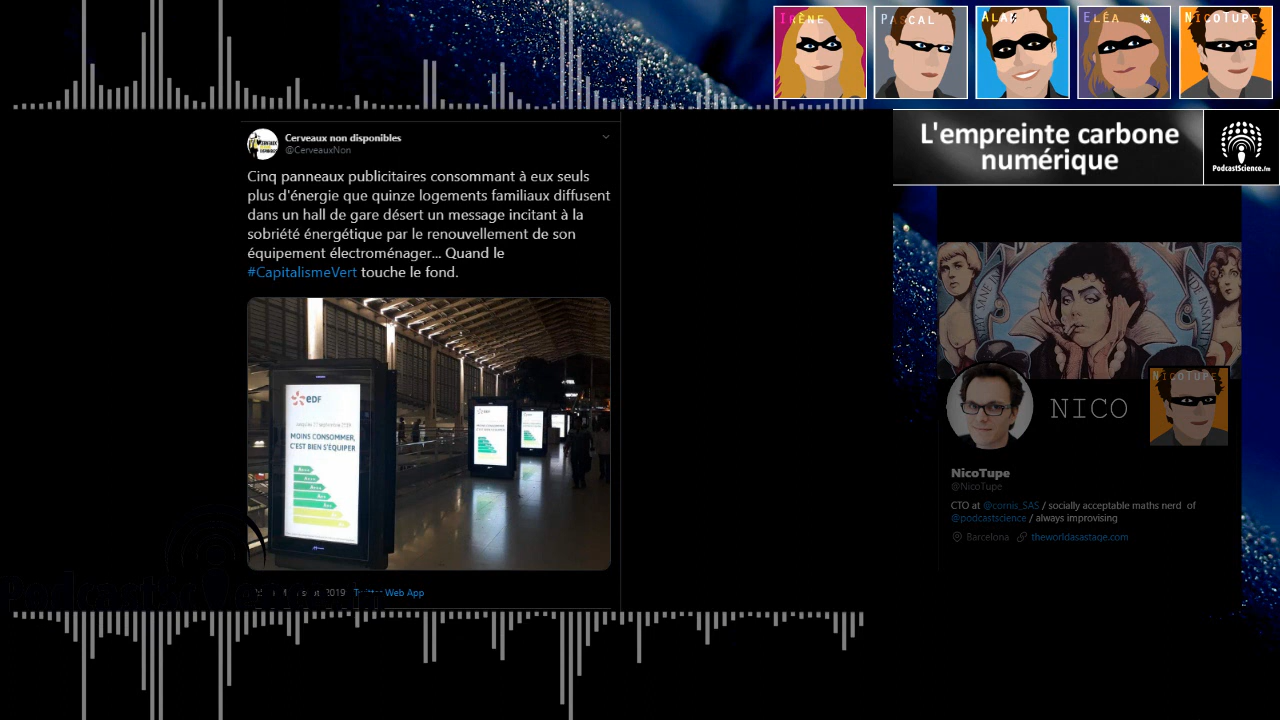 IRÈNE
PASCAL
ALAN
ELÉA
NICOTUPE
L'empreinte carbone
numérique
PodcastScience.fm
Cerveaux non disponibles
@CerveauxNon
Cinq panneaux publicitaires consommant à eux seuls
plus d'énergie que quinze logements familiaux diffusent
dans un hall de gare désert un message incitant à la
sobriété énergétique par le renouvellement de son
équipement électroménager... Quand le
#CapitalismeVert touche le fond.
edF
MOINS CONSOMMER,
C'EST BIEN S'ÉQUIPER
edF
sept. 2019 Twitter Web App
NICO
NICOTUPE
NicoTupe
@NicoTupe
CTO at @cornis_SAS / socially acceptable maths nerd of
@podcastscience / always improvising
Barcelona theworldasastage.com